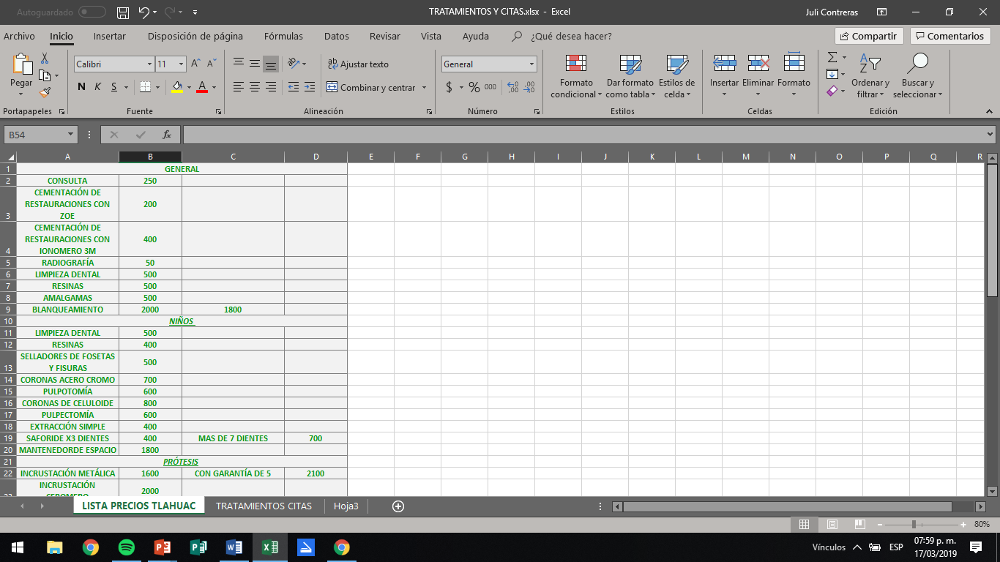 Autoguardado
TRATAMIENTOS Y CITAS.xlsx - Excel
Juli Contreras
Archivo Inicio Insertar Disposición de página Fórmulas Datos Revisar Vista Ayuda ¿Qué desea hacer? Compartir Comentarios
Pegar
Calibri 11
N K S
A A
Ajustar texto
Combinar y centrar
General
$ % 000
Formato condicional
Dar formato como tabla
Estilos de celda
Insertar Eliminar Formato
Ordenar y filtrar
Buscar y seleccionar
Portapapeles Fuente Alineación Número Estilos Celdas Edición
B54 fx
A B C D E F G H I J K L M N O P Q R
1 GENERAL
2 CONSULTA 250
CEMENTACIÓN DE
RESTAURACIONES CON 200
3 ZOE
CEMENTACIÓN DE
RESTAURACIONES CON 400
4 IONOMERO 3M
5 RADIOGRAFÍA 50
6 LIMPIEZA DENTAL 500
7 RESINAS 500
8 AMALGAMAS 500
9 BLANQUEAMIENTO 2000 1800
10 NIÑOS
11 LIMPIEZA DENTAL 500
12 RESINAS 400
SELLADORES DE FOSETAS 500
13 Y FISURAS
14 CORONAS ACERO CROMO 700
15 PULPOTOMÍA 600
16 CORONAS DE CELULOIDE 800
17 PULPECTOMÍA 600
18 EXTRACCIÓN SIMPLE 400
19 SAFORIDE X3 DIENTES 400 MAS DE 7 DIENTES 700
20 MANTENEDORDE ESPACIO 1800
21 PRÓTESIS
22 INCRUSTACIÓN METÁLICA 1600 CON GARANTÍA DE 5 2100
INCRUSTACIÓN 2000
LISTA PRECIOS TLAHUAC TRATAMIENTOS CITAS Hoja3
80%
Vínculos ESP 07:59 p. m.
17/03/2019